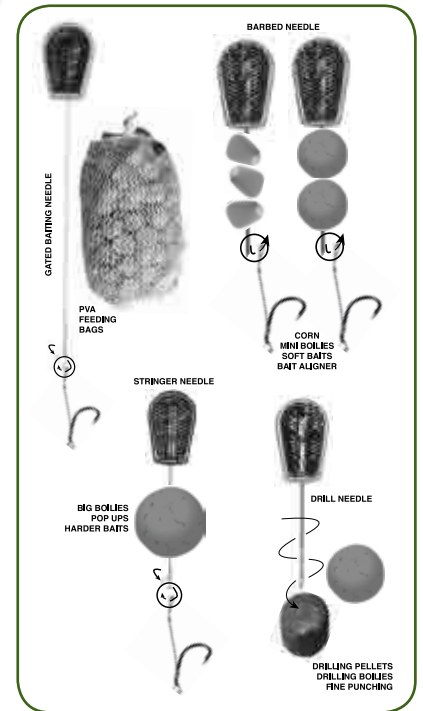 BARBED NEEDLE
GATED BAITING NEEDLE
PVA
FEEDING
BAGS
CORN
MINI BOILIES
SOFT BAITS
BAIT ALIGNER
STRINGER NEEDLE
BIG BOILIES
POP UPS
HARDER BAITS
DRILL NEEDLE
DRILLING PELLETS
DRILLING BOILIES
FINE PUNCHING